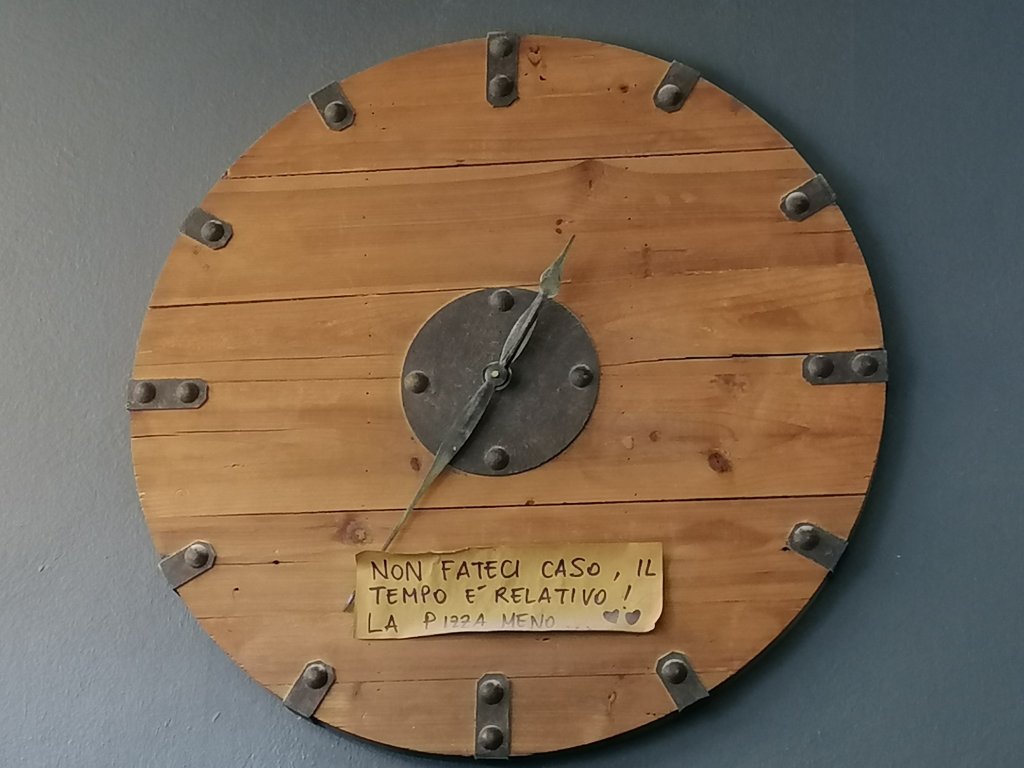 NON FATECI CASO, IL
TEMPO E' RELATIVO!
LA PIZZA MENO...